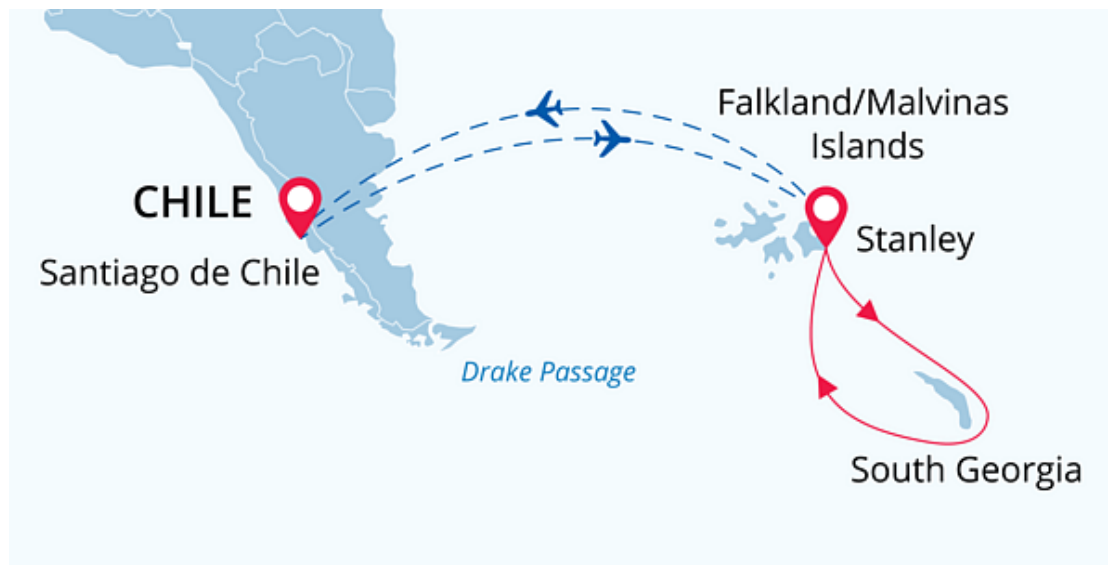 Falkland/Malvinas
Islands
CHILE
Stanley
Santiago de Chile
Drake Passage
South Georgia